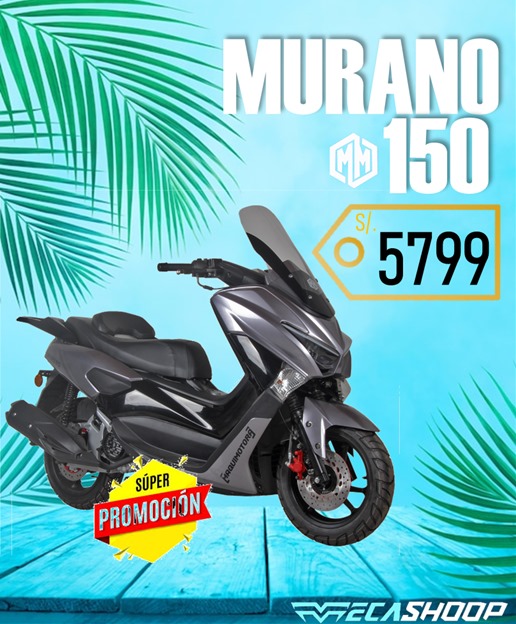 MURANO
MM 150
S/. 5799
SÚPER
PROMOCIÓN
MECASHOOP